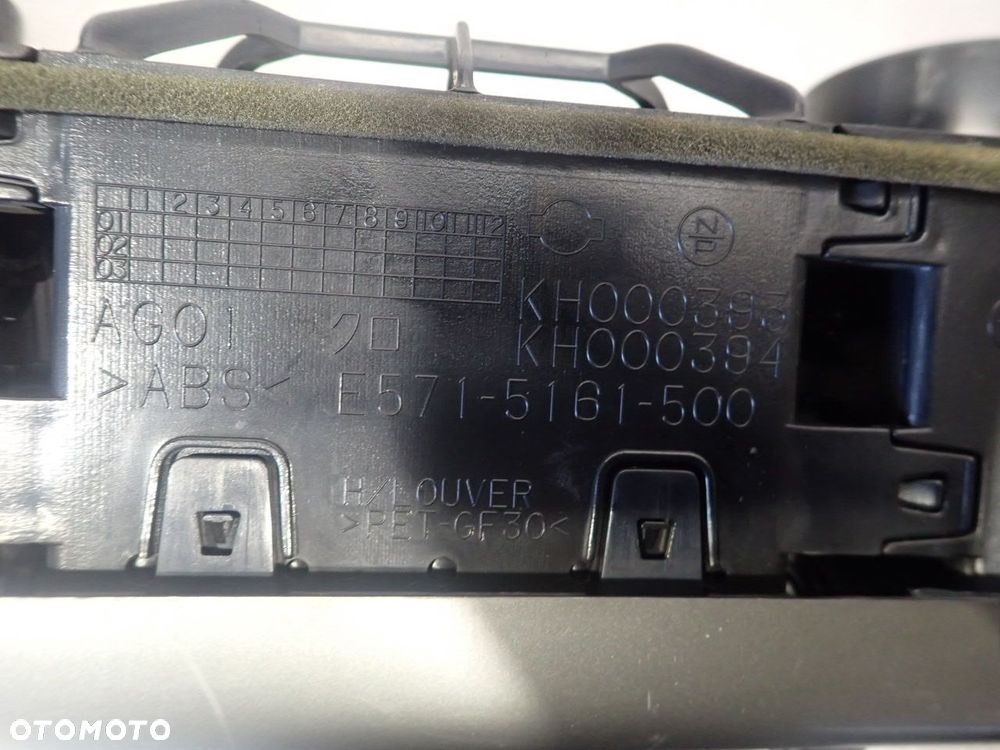 1 2 3 4 5 6 7 8 9 10 11 12
01
02
03
KH000393
AG01 クロ KH000394
>ABS< E571-5161-500
H/LOUVER
>PET-GF30<
OTOMOTO